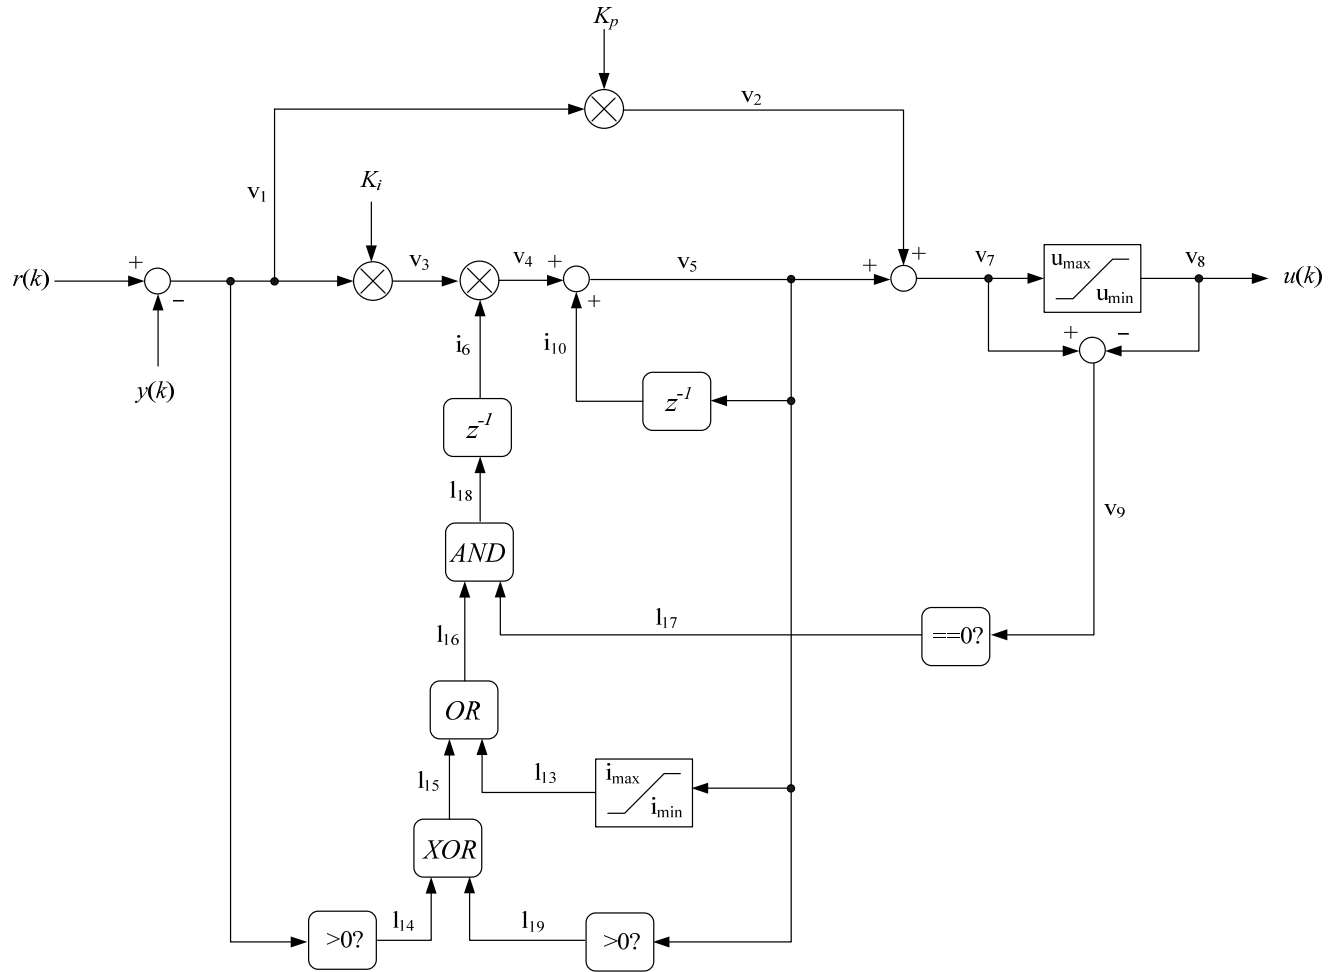 Kp
v2
v1
Ki
r(k)
+
−
y(k)
v3
v4
+
+
v5
+
+
v7
umax
umin
v8
u(k)
i6
i10
z-1
+
−
z-1
l18
v9
AND
l17
==0?
l16
OR
l13
imax
imin
l15
XOR
l14
l19
>0?
>0?